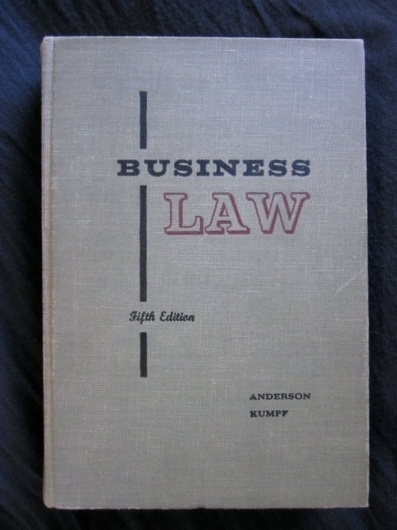 BUSINESS
LAW
Fifth Edition
ANDERSON
KUMPF